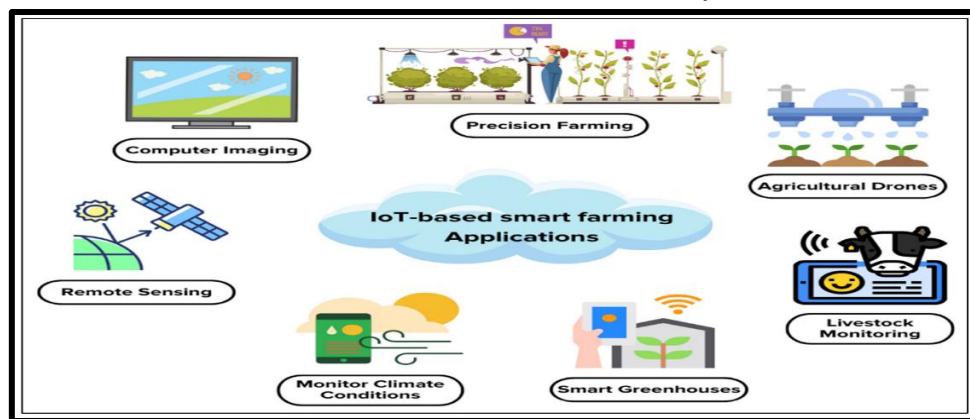 Precision Farming
Computer Imaging
Agricultural Drones
IoT-based smart farming
Applications
Remote Sensing
Livestock
Monitoring
Monitor Climate
Conditions
Smart Greenhouses